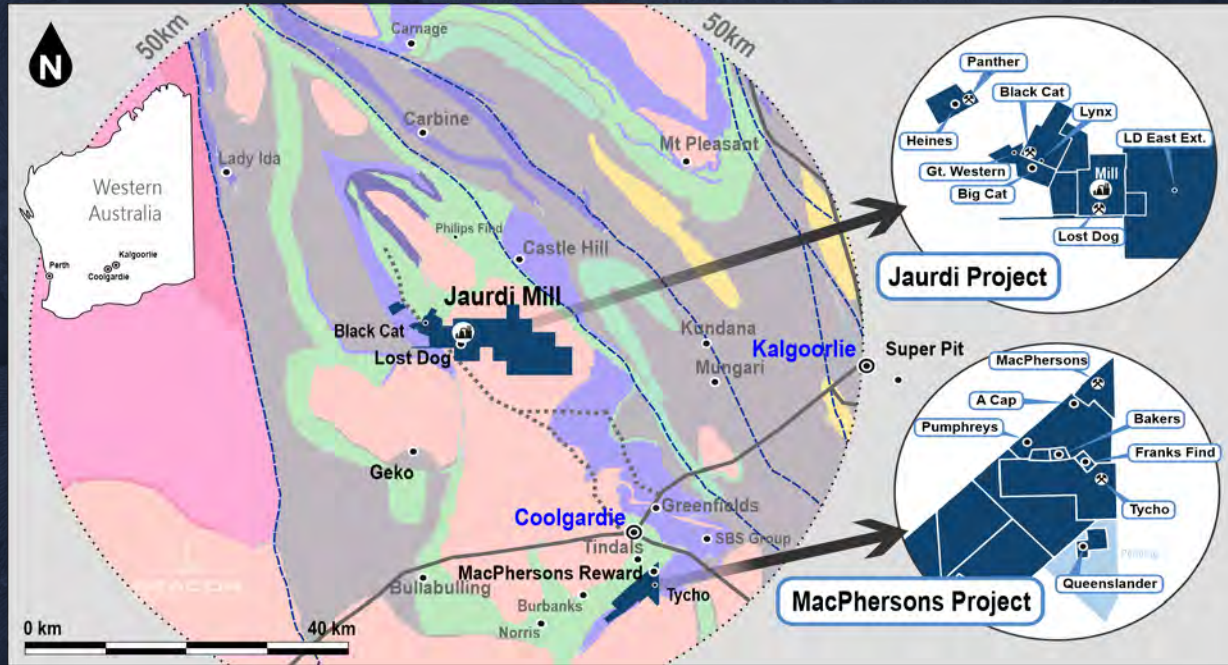 N
50km
50km
Carnage
Carbine
Mt Pleasant
Lady Ida
Western
Australia
Kalgoorlie
Perth
Coolgardie
Philips Find
Castle Hill
Jaurdi Mill
Black Cat
Lost Dog
Kundana
Mungari
Kalgoorlie
Super Pit
Geko
Coolgardie
Greenfields
SBS Group
Tindals
MacPhersons Reward
Bullabulling
Tycho
Burbanks
Norris
0 km
40 km
Panther
Black Cat
Lynx
LD East Ext.
Heines
Gt. Western
Mill
Big Cat
Lost Dog
Jaurdi Project
MacPhersons
A Cap
Bakers
Pumphreys
Franks Find
Tycho
Pending
Queenslander
MacPhersons Project